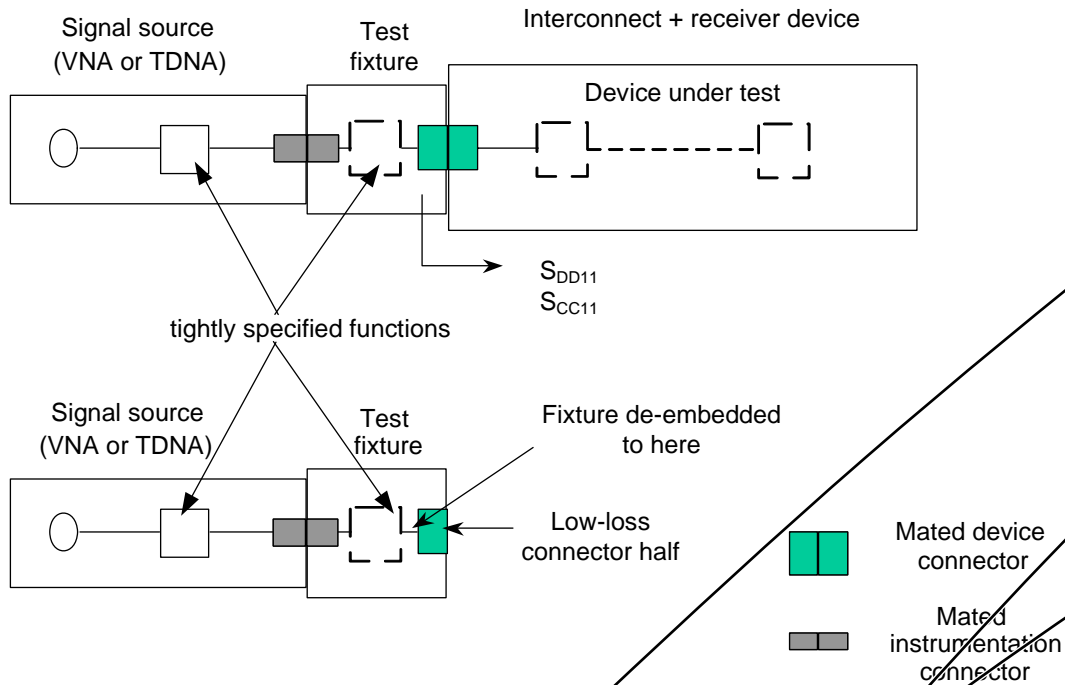 Interconnect + receiver device
Signal source
(VNA or TDNA)
Test
fixture
Device under test
S_DD11
S_CC11
tightly specified functions
Signal source
(VNA or TDNA)
Test
fixture
Fixture de-embedded
to here
Low-loss
connector half
Mated device
connector
Mated
instrumentation
connector